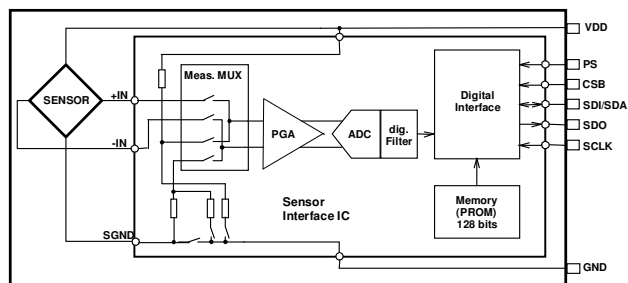 VDD
PS
CSB
SDI/SDA
SDO
SCLK
GND
SENSOR
+IN
-IN
SGND
Meas. MUX
PGA
ADC
dig.
Filter
Digital
Interface
Memory
(PROM)
128 bits
Sensor
Interface IC